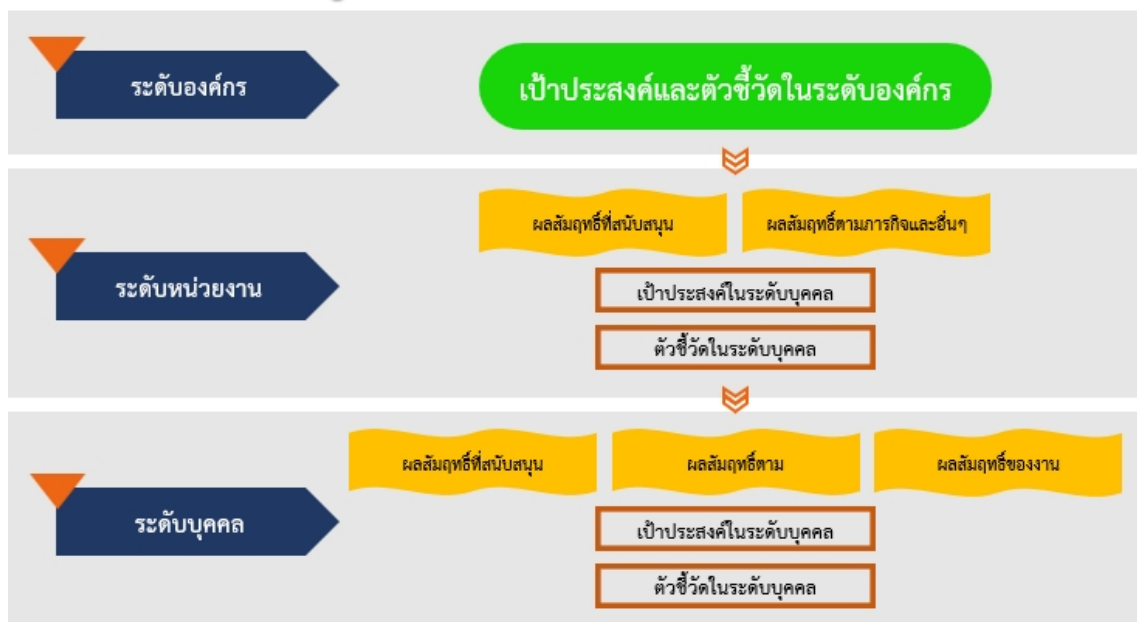 ระดับองค์กร
เป้าประสงค์และตัวชี้วัดในระดับองค์กร
ผลสัมฤทธิ์ที่สนับสนุน
ผลสัมฤทธิ์ตามภารกิจและอื่นๆ
ระดับหน่วยงาน
เป้าประสงค์ในระดับบุคคล
ตัวชี้วัดในระดับบุคคล
ผลสัมฤทธิ์ที่สนับสนุน
ผลสัมฤทธิ์ตาม
ผลสัมฤทธิ์ของงาน
ระดับบุคคล
เป้าประสงค์ในระดับบุคคล
ตัวชี้วัดในระดับบุคคล